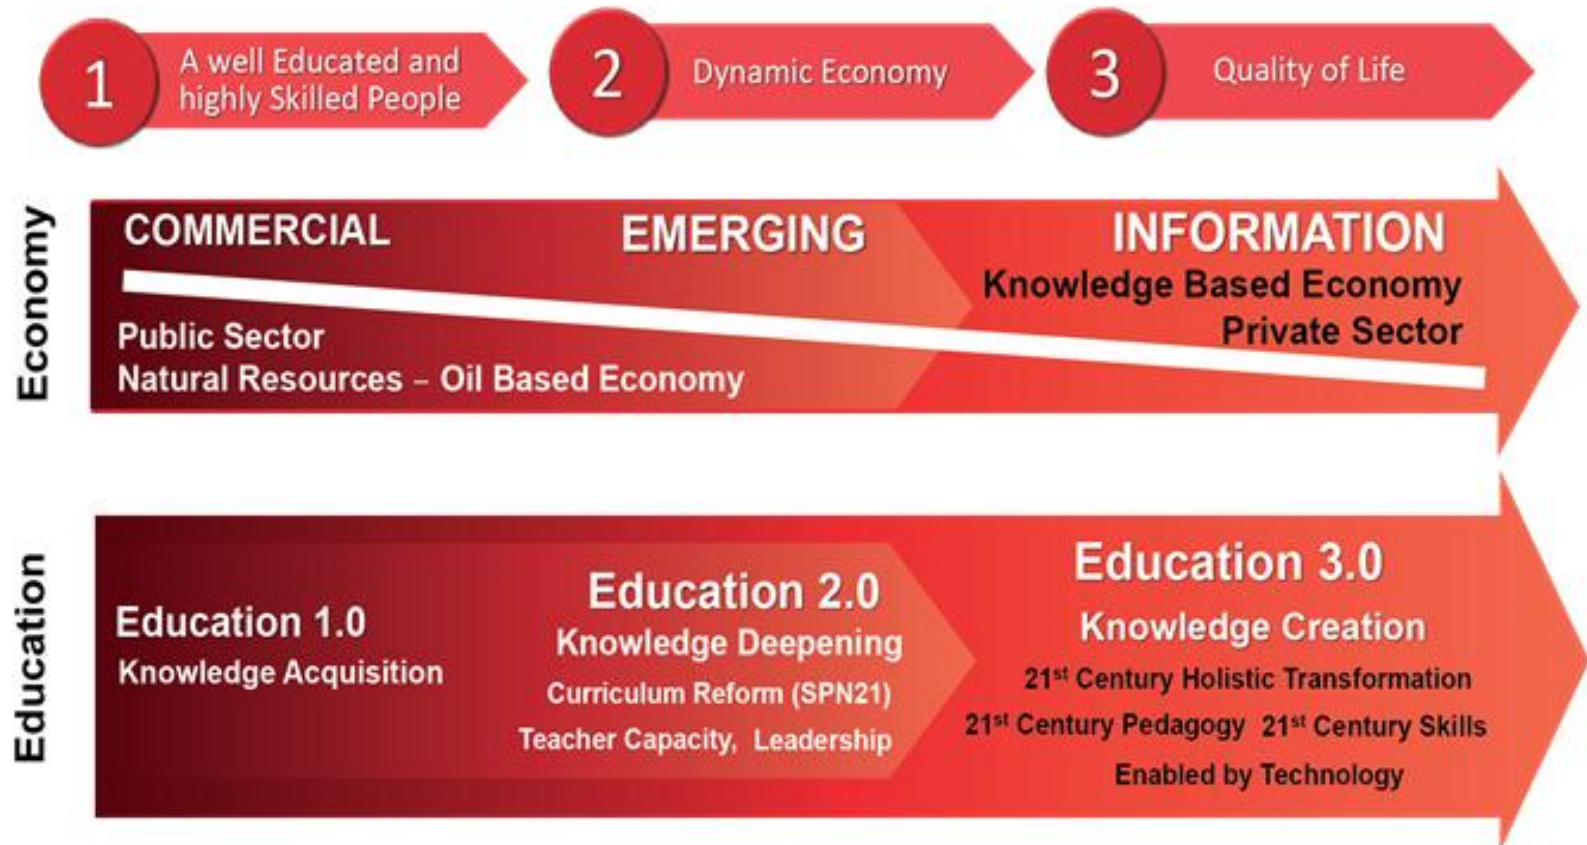 1
A well Educated and
highly Skilled People
2
Dynamic Economy
3
Quality of Life
Economy
COMMERCIAL
EMERGING
INFORMATION
Knowledge Based Economy
Private Sector
Public Sector
Natural Resources – Oil Based Economy
Education
Education 1.0
Knowledge Acquisition
Education 2.0
Knowledge Deepening
Curriculum Reform (SPN21)
Teacher Capacity, Leadership
Education 3.0
Knowledge Creation
21st Century Holistic Transformation
21st Century Pedagogy 21st Century Skills
Enabled by Technology